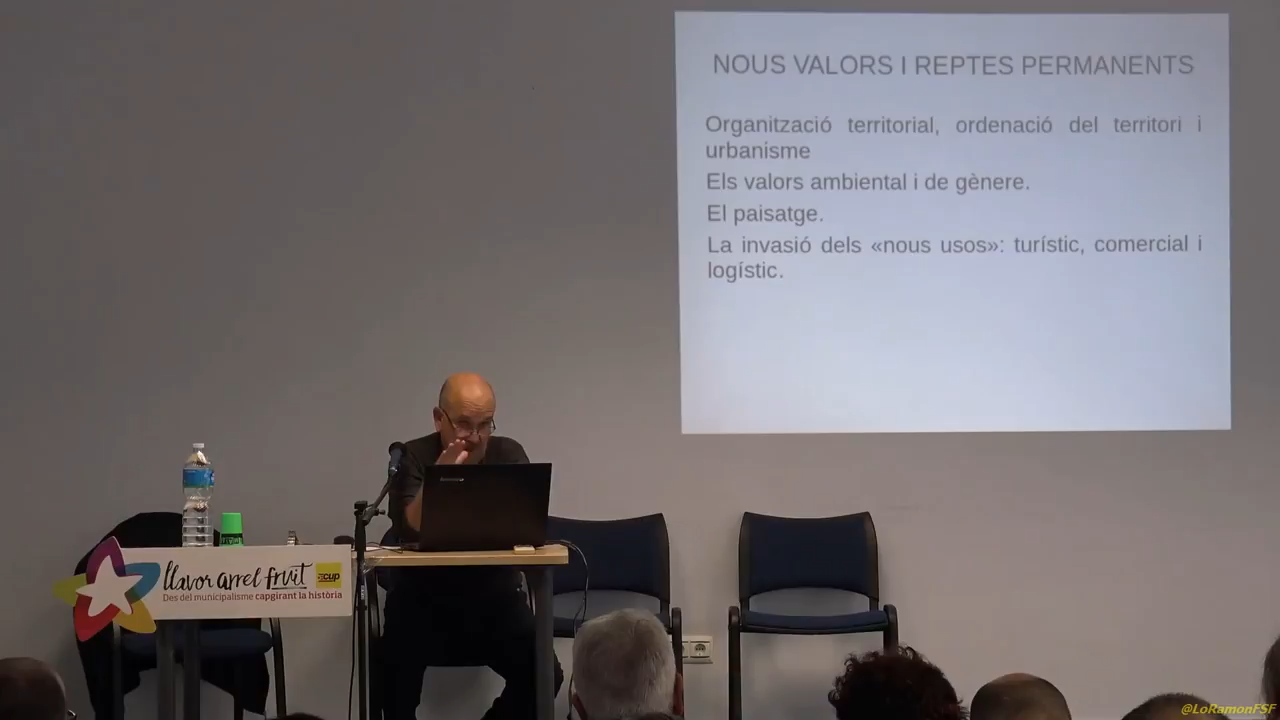 NOUS VALORS I REPTES PERMANENTS
Organització territorial, ordenació del territori i
urbanisme
Els valors ambiental i de gènere.
El paisatge.
La invasió dels «nous usos»: turístic, comercial i
logístic.
llavor arrel fruit
cup
Des del municipalisme capgirant la història
@LoRamonFSF